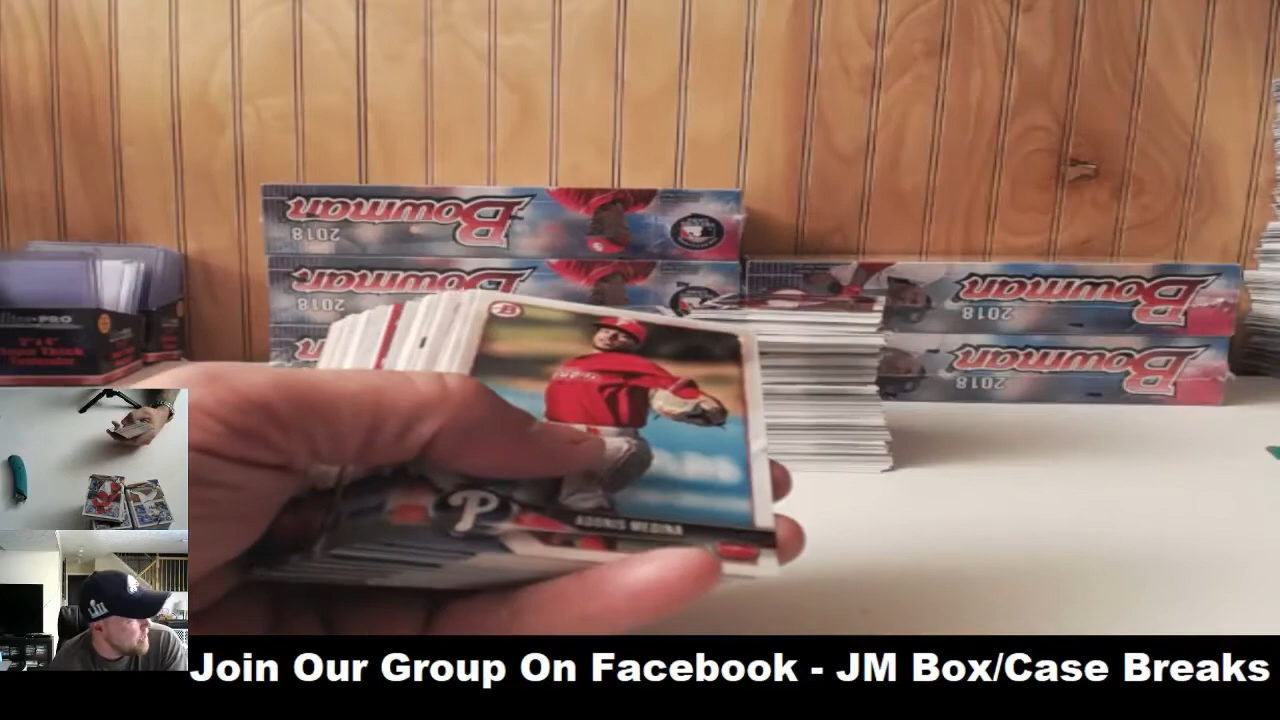 Bowman
2018
Bowman
2018
Bowman
2018
Bowman
2018
B
P
ADONIS MEDINA
LII
Join Our Group On Facebook - JM Box/Case Breaks